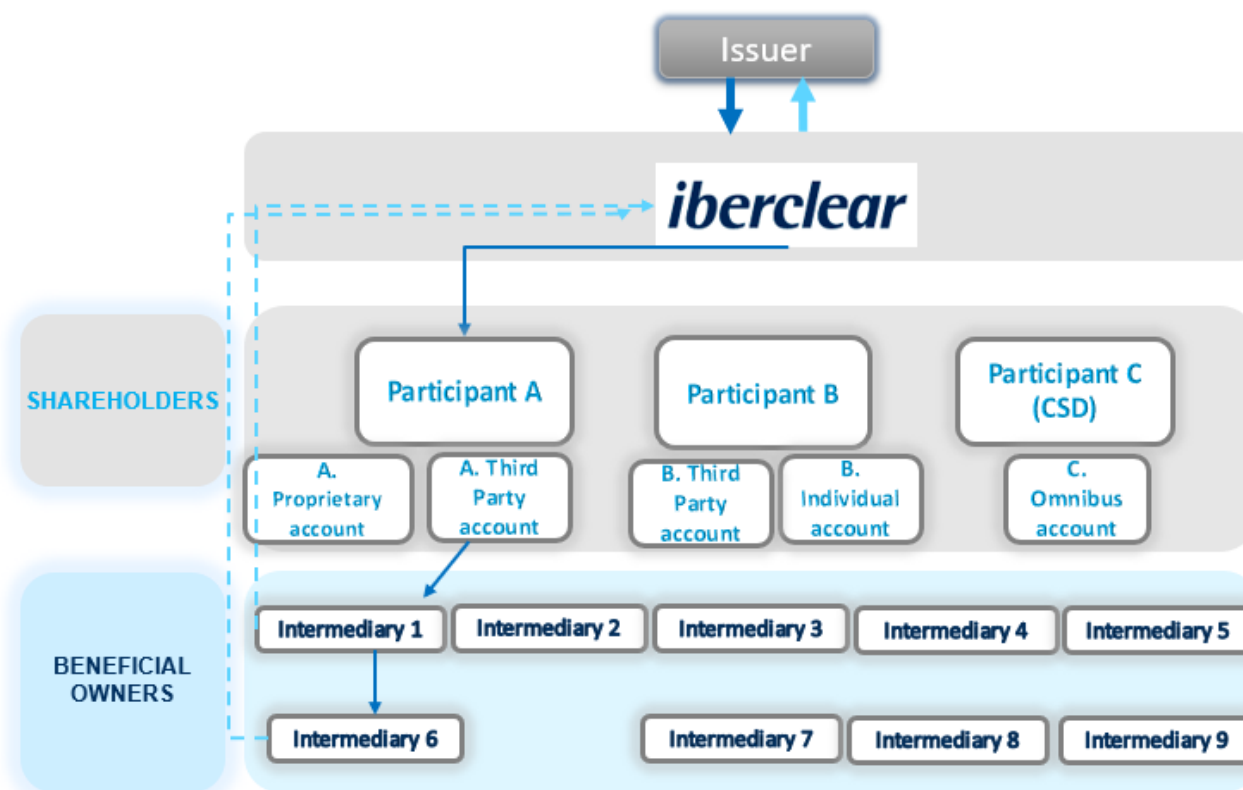 Issuer
iberclear
SHAREHOLDERS
Participant A
Participant B
Participant C
(CSD)
A.
Proprietary
account
A. Third
Party
account
B. Third
Party
account
B.
Individual
account
C.
Omnibus
account
BENEFICIAL
OWNERS
Intermediary 1
Intermediary 2
Intermediary 3
Intermediary 4
Intermediary 5
Intermediary 6
Intermediary 7
Intermediary 8
Intermediary 9